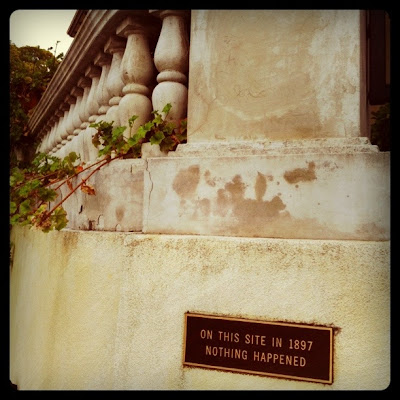 ON THIS SITE IN 1897
NOTHING HAPPENED